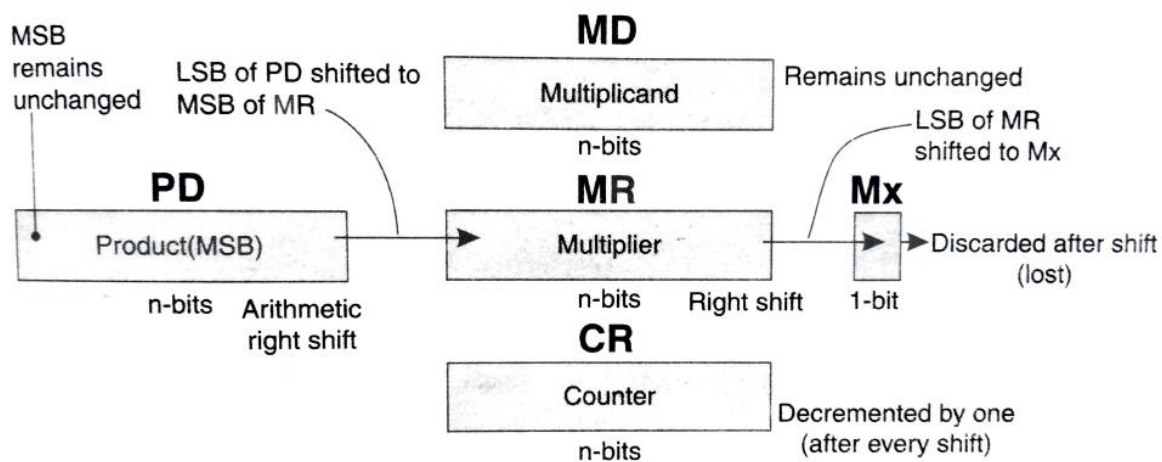 MSB
remains
unchanged
LSB of PD shifted to
MSB of MR
MD
Multiplicand
n-bits
Remains unchanged
LSB of MR
shifted to Mx
PD
Product(MSB)
n-bits
Arithmetic
right shift
MR
Multiplier
n-bits
Right shift
Mx
1-bit
Discarded after shift
(lost)
CR
Counter
n-bits
Decremented by one
(after every shift)